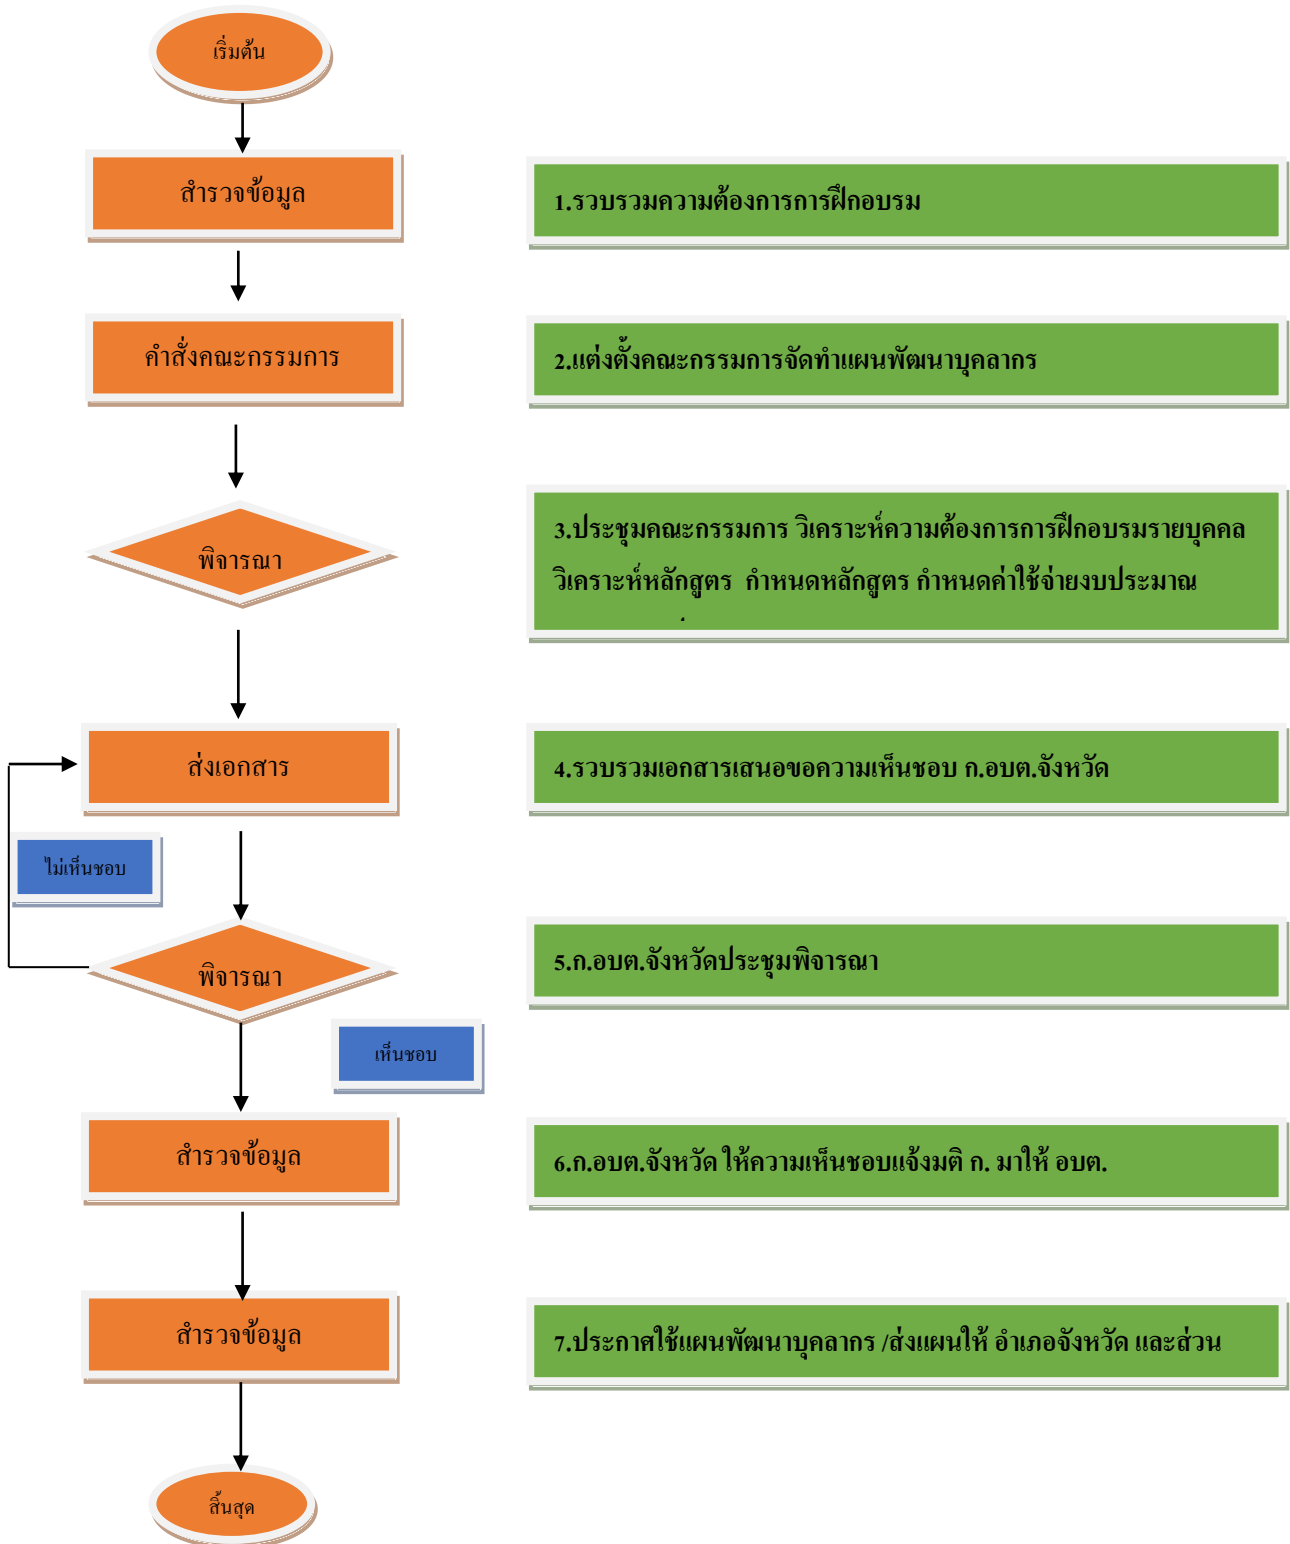 เริ่มต้น
สำรวจข้อมูล
1.รวบรวมความต้องการการฝึกอบรม
คำสั่งคณะกรรมการ
2.แต่งตั้งคณะกรรมการจัดทำแผนพัฒนาบุคลากร
พิจารณา
3.ประชุมคณะกรรมการ วิเคราะห์ความต้องการการฝึกอบรมรายบุคคล
วิเคราะห์หลักสูตร กำหนดหลักสูตร กำหนดค่าใช้จ่ายงบประมาณ
ส่งเอกสาร
4.รวบรวมเอกสารเสนอขอความเห็นชอบ ก.อบต.จังหวัด
ไม่เห็นชอบ
พิจารณา
5.ก.อบต.จังหวัดประชุมพิจารณา
เห็นชอบ
สำรวจข้อมูล
6.ก.อบต.จังหวัด ให้ความเห็นชอบแจ้งมติ ก. มาให้ อบต.
สำรวจข้อมูล
7.ประกาศใช้แผนพัฒนาบุคลากร /ส่งแผนให้ อำเภอจังหวัด และส่วน
สิ้นสุด